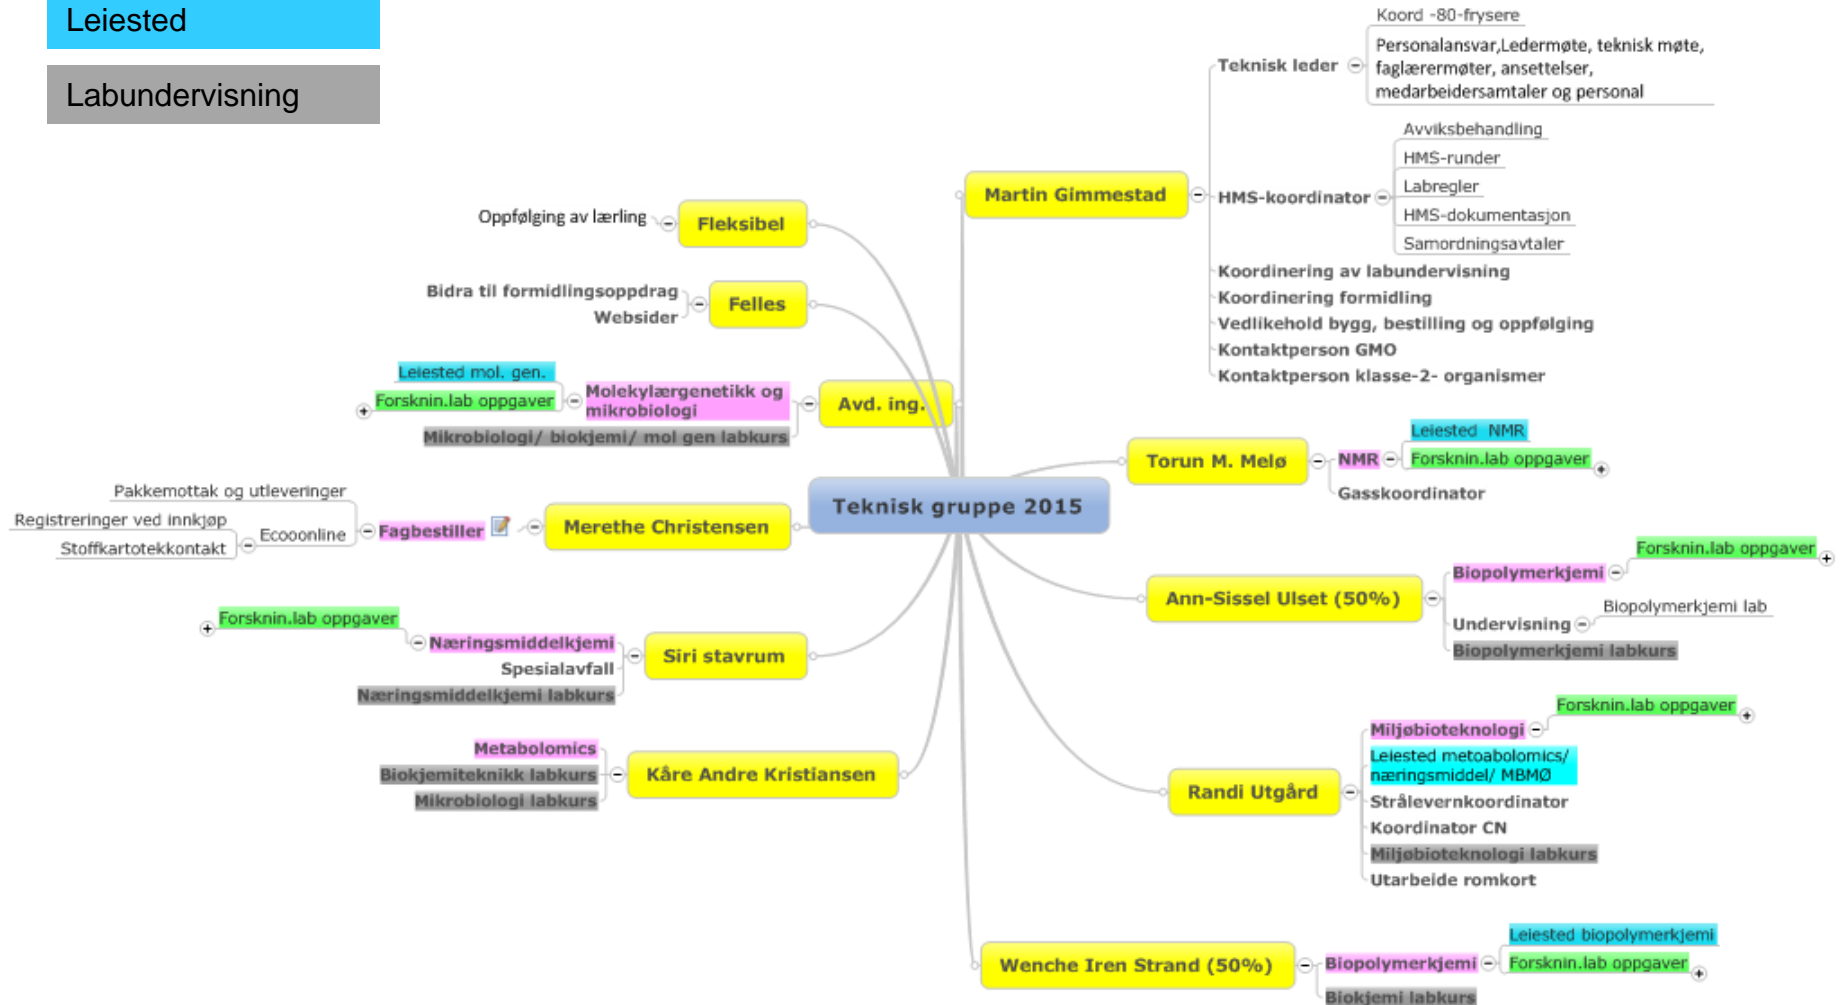 Leiested
Labundervisning
Teknisk gruppe 2015
Martin Gimmestad
Teknisk leder
Koord -80-frysere
Personalansvar,Ledermøte, teknisk møte,
faglærermøter, ansettelser,
medarbeidersamtaler og personal
HMS-koordinator
Avviksbehandling
HMS-runder
Labregler
HMS-dokumentasjon
Samordningsavtaler
Koordinering av labundervisning
Koordinering formidling
Vedlikehold bygg, bestilling og oppfølging
Kontaktperson GMO
Kontaktperson klasse-2- organismer
Torun M. Melø
NMR
Leiested NMR
Forsknin.lab oppgaver
Gasskoordinator
Ann-Sissel Ulset (50%)
Biopolymerkjemi
Forsknin.lab oppgaver
Undervisning
Biopolymerkjemi lab
Biopolymerkjemi labkurs
Randi Utgård
Miljøbioteknologi
Forsknin.lab oppgaver
Leiested metoabolomics/
næringsmiddel/ MBMØ
Strålevernkoordinator
Koordinator CN
Miljøbioteknologi labkurs
Utarbeide romkort
Wenche Iren Strand (50%)
Biopolymerkjemi
Leiested biopolymerkjemi
Forsknin.lab oppgaver
Biokjemi labkurs
Fleksibel
Oppfølging av lærling
Felles
Bidra til formidlingsoppdrag
Websider
Avd. ing.
Molekylærgenetikk og
mikrobiologi
Leiested mol. gen.
Forsknin.lab oppgaver
Mikrobiologi/ biokjemi/ mol gen labkurs
Merethe Christensen
Fagbestiller
Pakkemottak og utleveringer
Ecooonline
Registreringer ved innkjøp
Stoffkartotekkontakt
Siri stavrum
Næringsmiddelkjemi
Forsknin.lab oppgaver
Spesialavfall
Næringsmiddelkjemi labkurs
Kåre Andre Kristiansen
Metabolomics
Biokjemiteknikk labkurs
Mikrobiologi labkurs